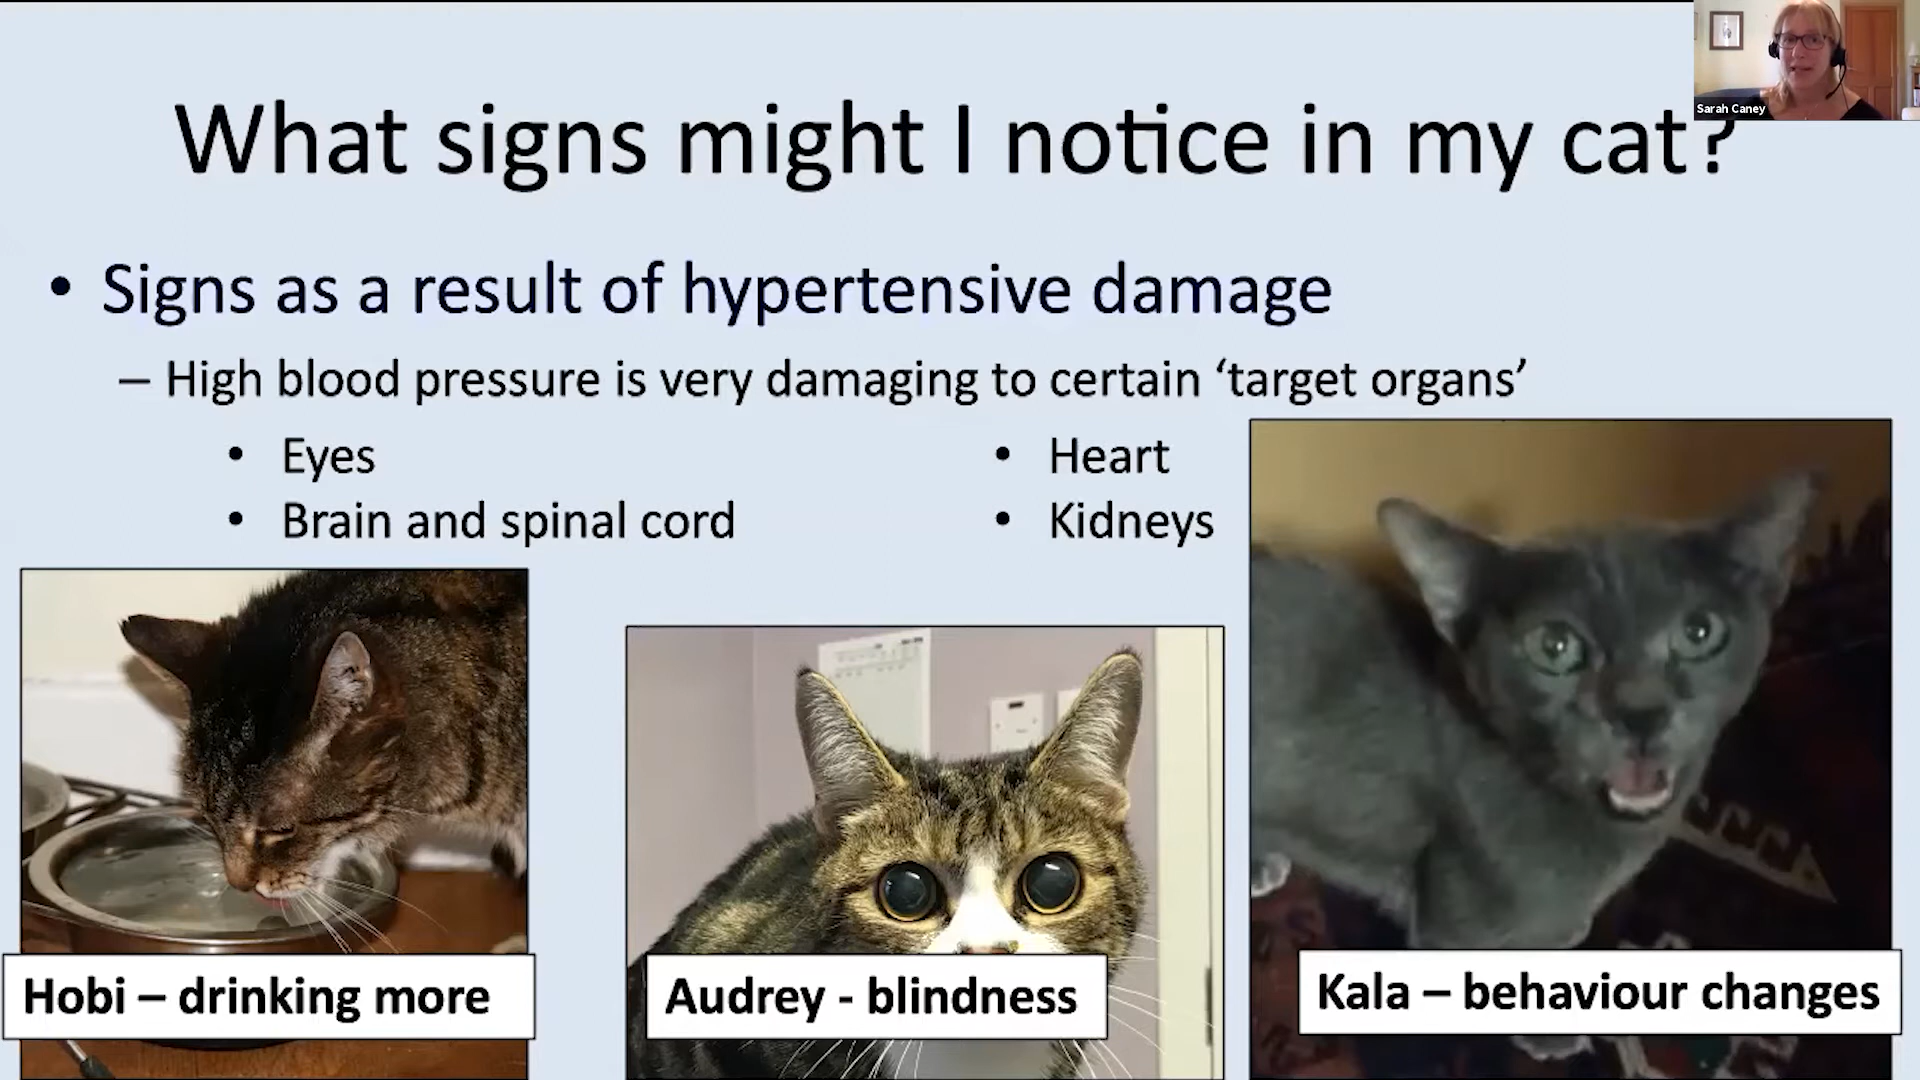 Sarah Caney
What signs might I notice in my cat?
• Signs as a result of hypertensive damage
– High blood pressure is very damaging to certain ‘target organs’
• Eyes
• Brain and spinal cord
• Heart
• Kidneys
Hobi – drinking more
Audrey - blindness
Kala – behaviour changes